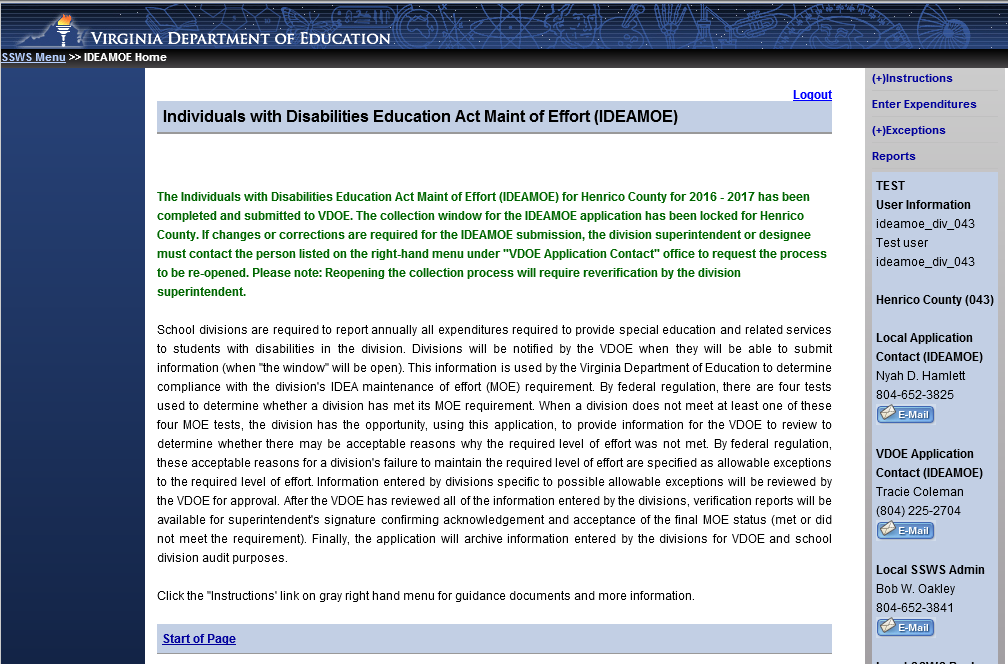 VIRGINIA DEPARTMENT OF EDUCATION
SSWS Menu >> IDEAMOE Home
Logout
Individuals with Disabilities Education Act Maint of Effort (IDEAMOE)
The Individuals with Disabilities Education Act Maint of Effort (IDEAMOE) for Henrico County for 2016 - 2017 has been
completed and submitted to VDOE. The collection window for the IDEAMOE application has been locked for Henrico
County. If changes or corrections are required for the IDEAMOE submission, the division superintendent or designee
must contact the person listed on the right-hand menu under "VDOE Application Contact" office to request the process
to be re-opened. Please note: Reopening the collection process will require reverification by the division
superintendent.
School divisions are required to report annually all expenditures required to provide special education and related services
to students with disabilities in the division. Divisions will be notified by the VDOE when they will be able to submit
information (when "the window" will be open). This information is used by the Virginia Department of Education to determine
compliance with the division's IDEA maintenance of effort (MOE) requirement. By federal regulation, there are four tests
used to determine whether a division has met its MOE requirement. When a division does not meet at least one of these
four MOE tests, the division has the opportunity, using this application, to provide information for the VDOE to review to
determine whether there may be acceptable reasons why the required level of effort was not met. By federal regulation,
these acceptable reasons for a division's failure to maintain the required level of effort are specified as allowable exceptions
to the required level of effort. Information entered by divisions specific to possible allowable exceptions will be reviewed by
the VDOE for approval. After the VDOE has reviewed all of the information entered by the divisions, verification reports will be
available for superintendent's signature confirming acknowledgement and acceptance of the final MOE status (met or did
not meet the requirement). Finally, the application will archive information entered by the divisions for VDOE and school
division audit purposes.
Click the "Instructions' link on gray right hand menu for guidance documents and more information.
Start of Page
(+)Instructions
Enter Expenditures
(+)Exceptions
Reports
TEST
User Information
ideamoe_div_043
Test user
ideamoe_div_043
Henrico County (043)
Local Application
Contact (IDEAMOE)
Nyah D. Hamlett
804-652-3825
E-Mail
VDOE Application
Contact (IDEAMOE)
Tracie Coleman
(804) 225-2704
E-Mail
Local SSWS Admin
Bob W. Oakley
804-652-3841
E-Mail